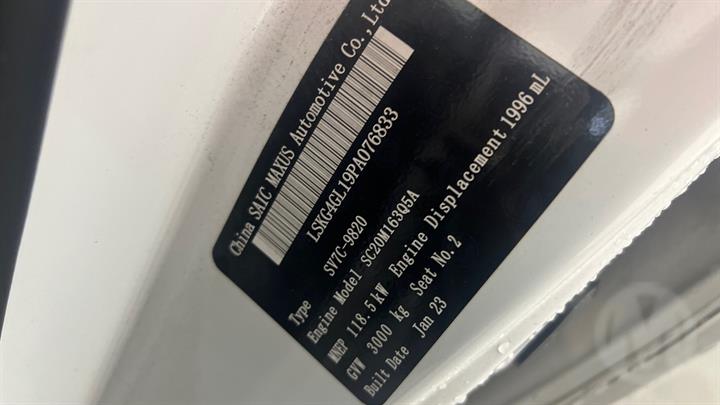 China SAIC MAXUS Automotive Co.,Ltd.
LSKG4GL19PA076833
Type SV7C-9820
Engine Model SC20M163Q5A
MNEP 118.5 kW Engine Displacement 1996 mL
GVW 3000 Kg Seat No. 2
Built Date Jan 23
M